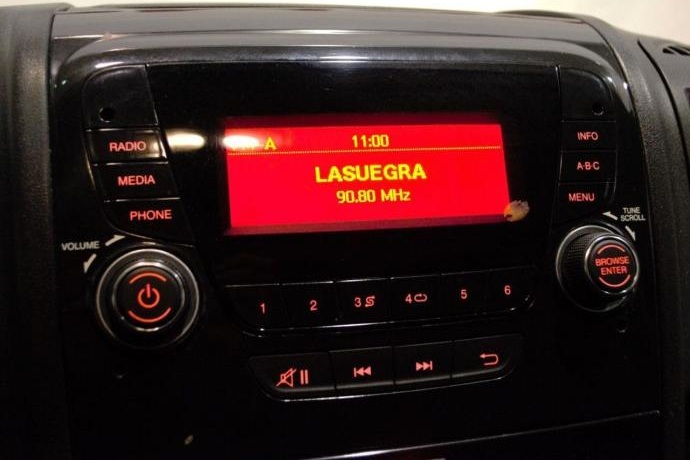 RADIO
MEDIA
PHONE
VOLUME
A 11:00
LASUEGRA
90.80 MHz
INFO
A·B·C
MENU
TUNE
SCROLL
BROWSE
ENTER
1 2 3 4 5 6